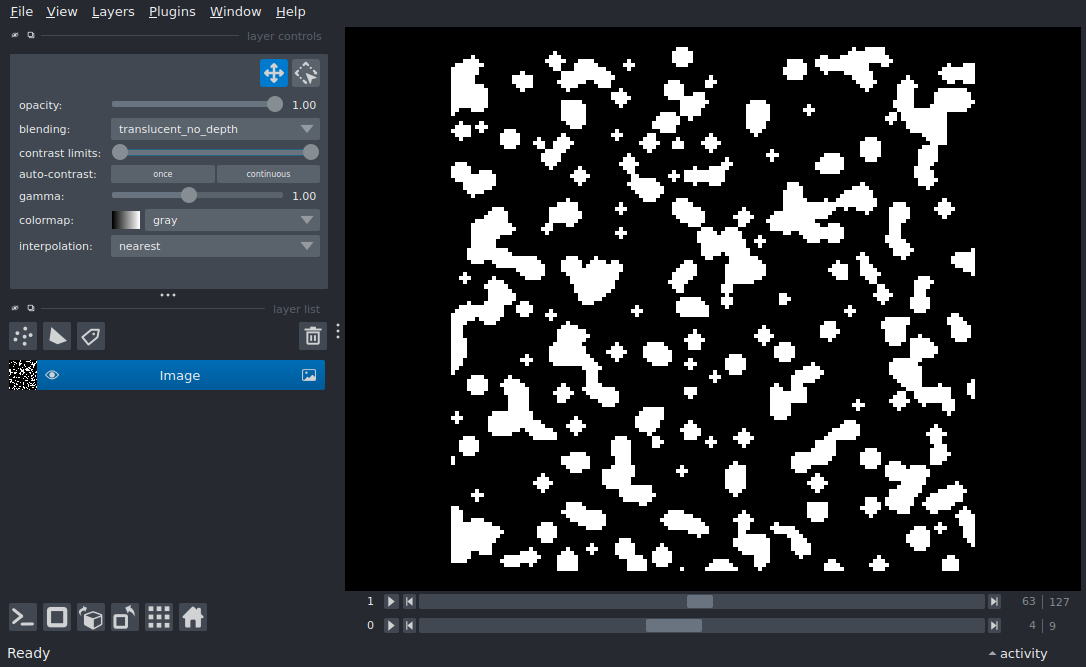 File View Layers Plugins Window Help
layer controls
opacity: 1.00
blending: translucent_no_depth
contrast limits:
auto-contrast: once continuous
gamma: 1.00
colormap: gray
interpolation: nearest
layer list
Image
1 63 127
0 4 9
Ready activity